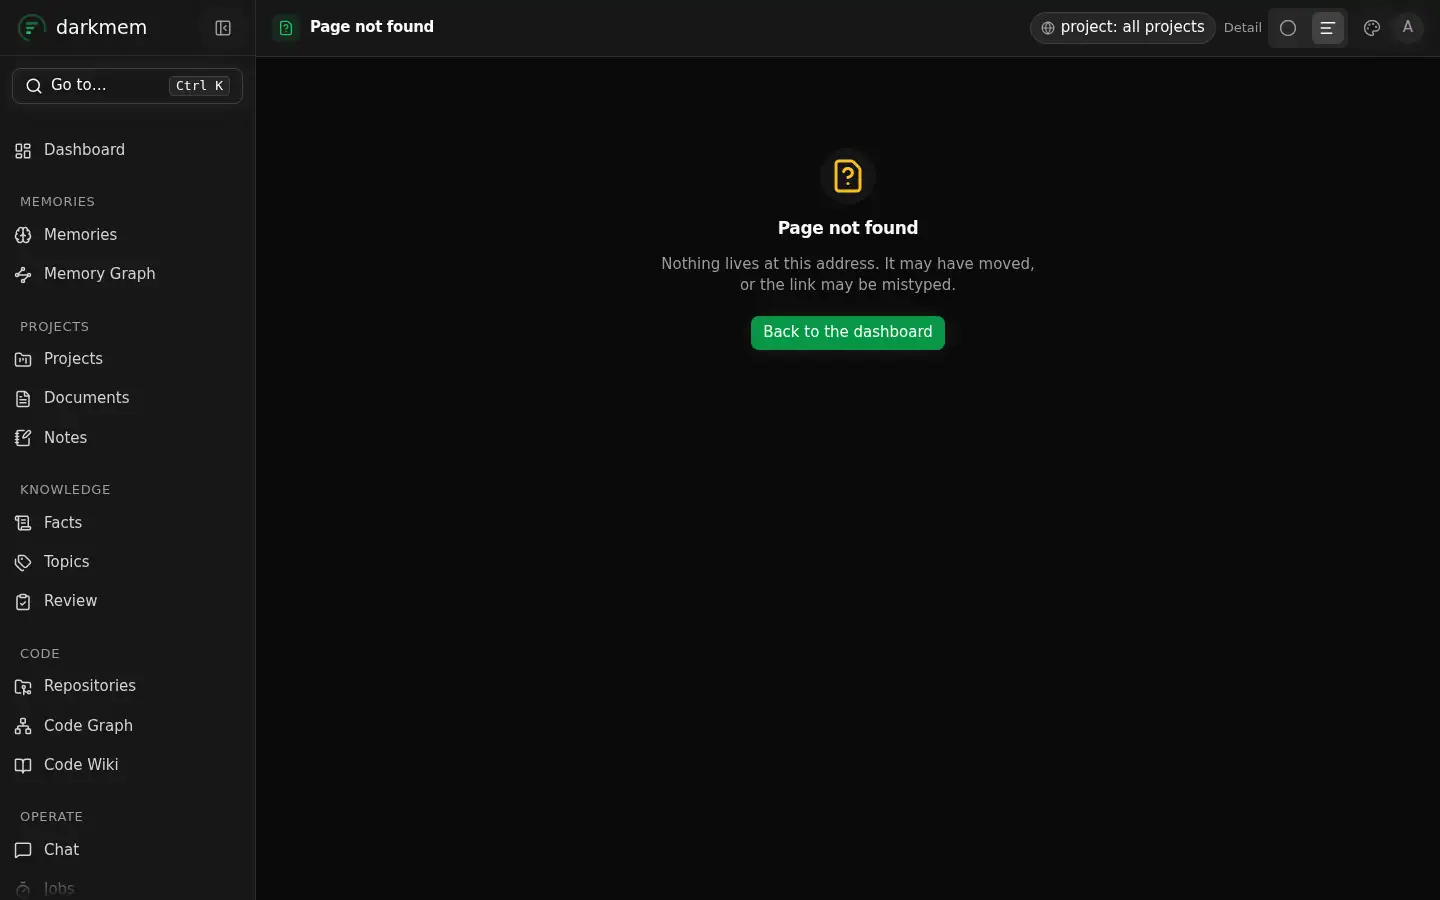 darkmem
Page not found
project: all projects
Detail
A
Go to...
Ctrl K
Dashboard
MEMORIES
Memories
Memory Graph
PROJECTS
Projects
Documents
Notes
KNOWLEDGE
Facts
Topics
Review
CODE
Repositories
Code Graph
Code Wiki
OPERATE
Chat
Jobs
Page not found
Nothing lives at this address. It may have moved,
or the link may be mistyped.
Back to the dashboard